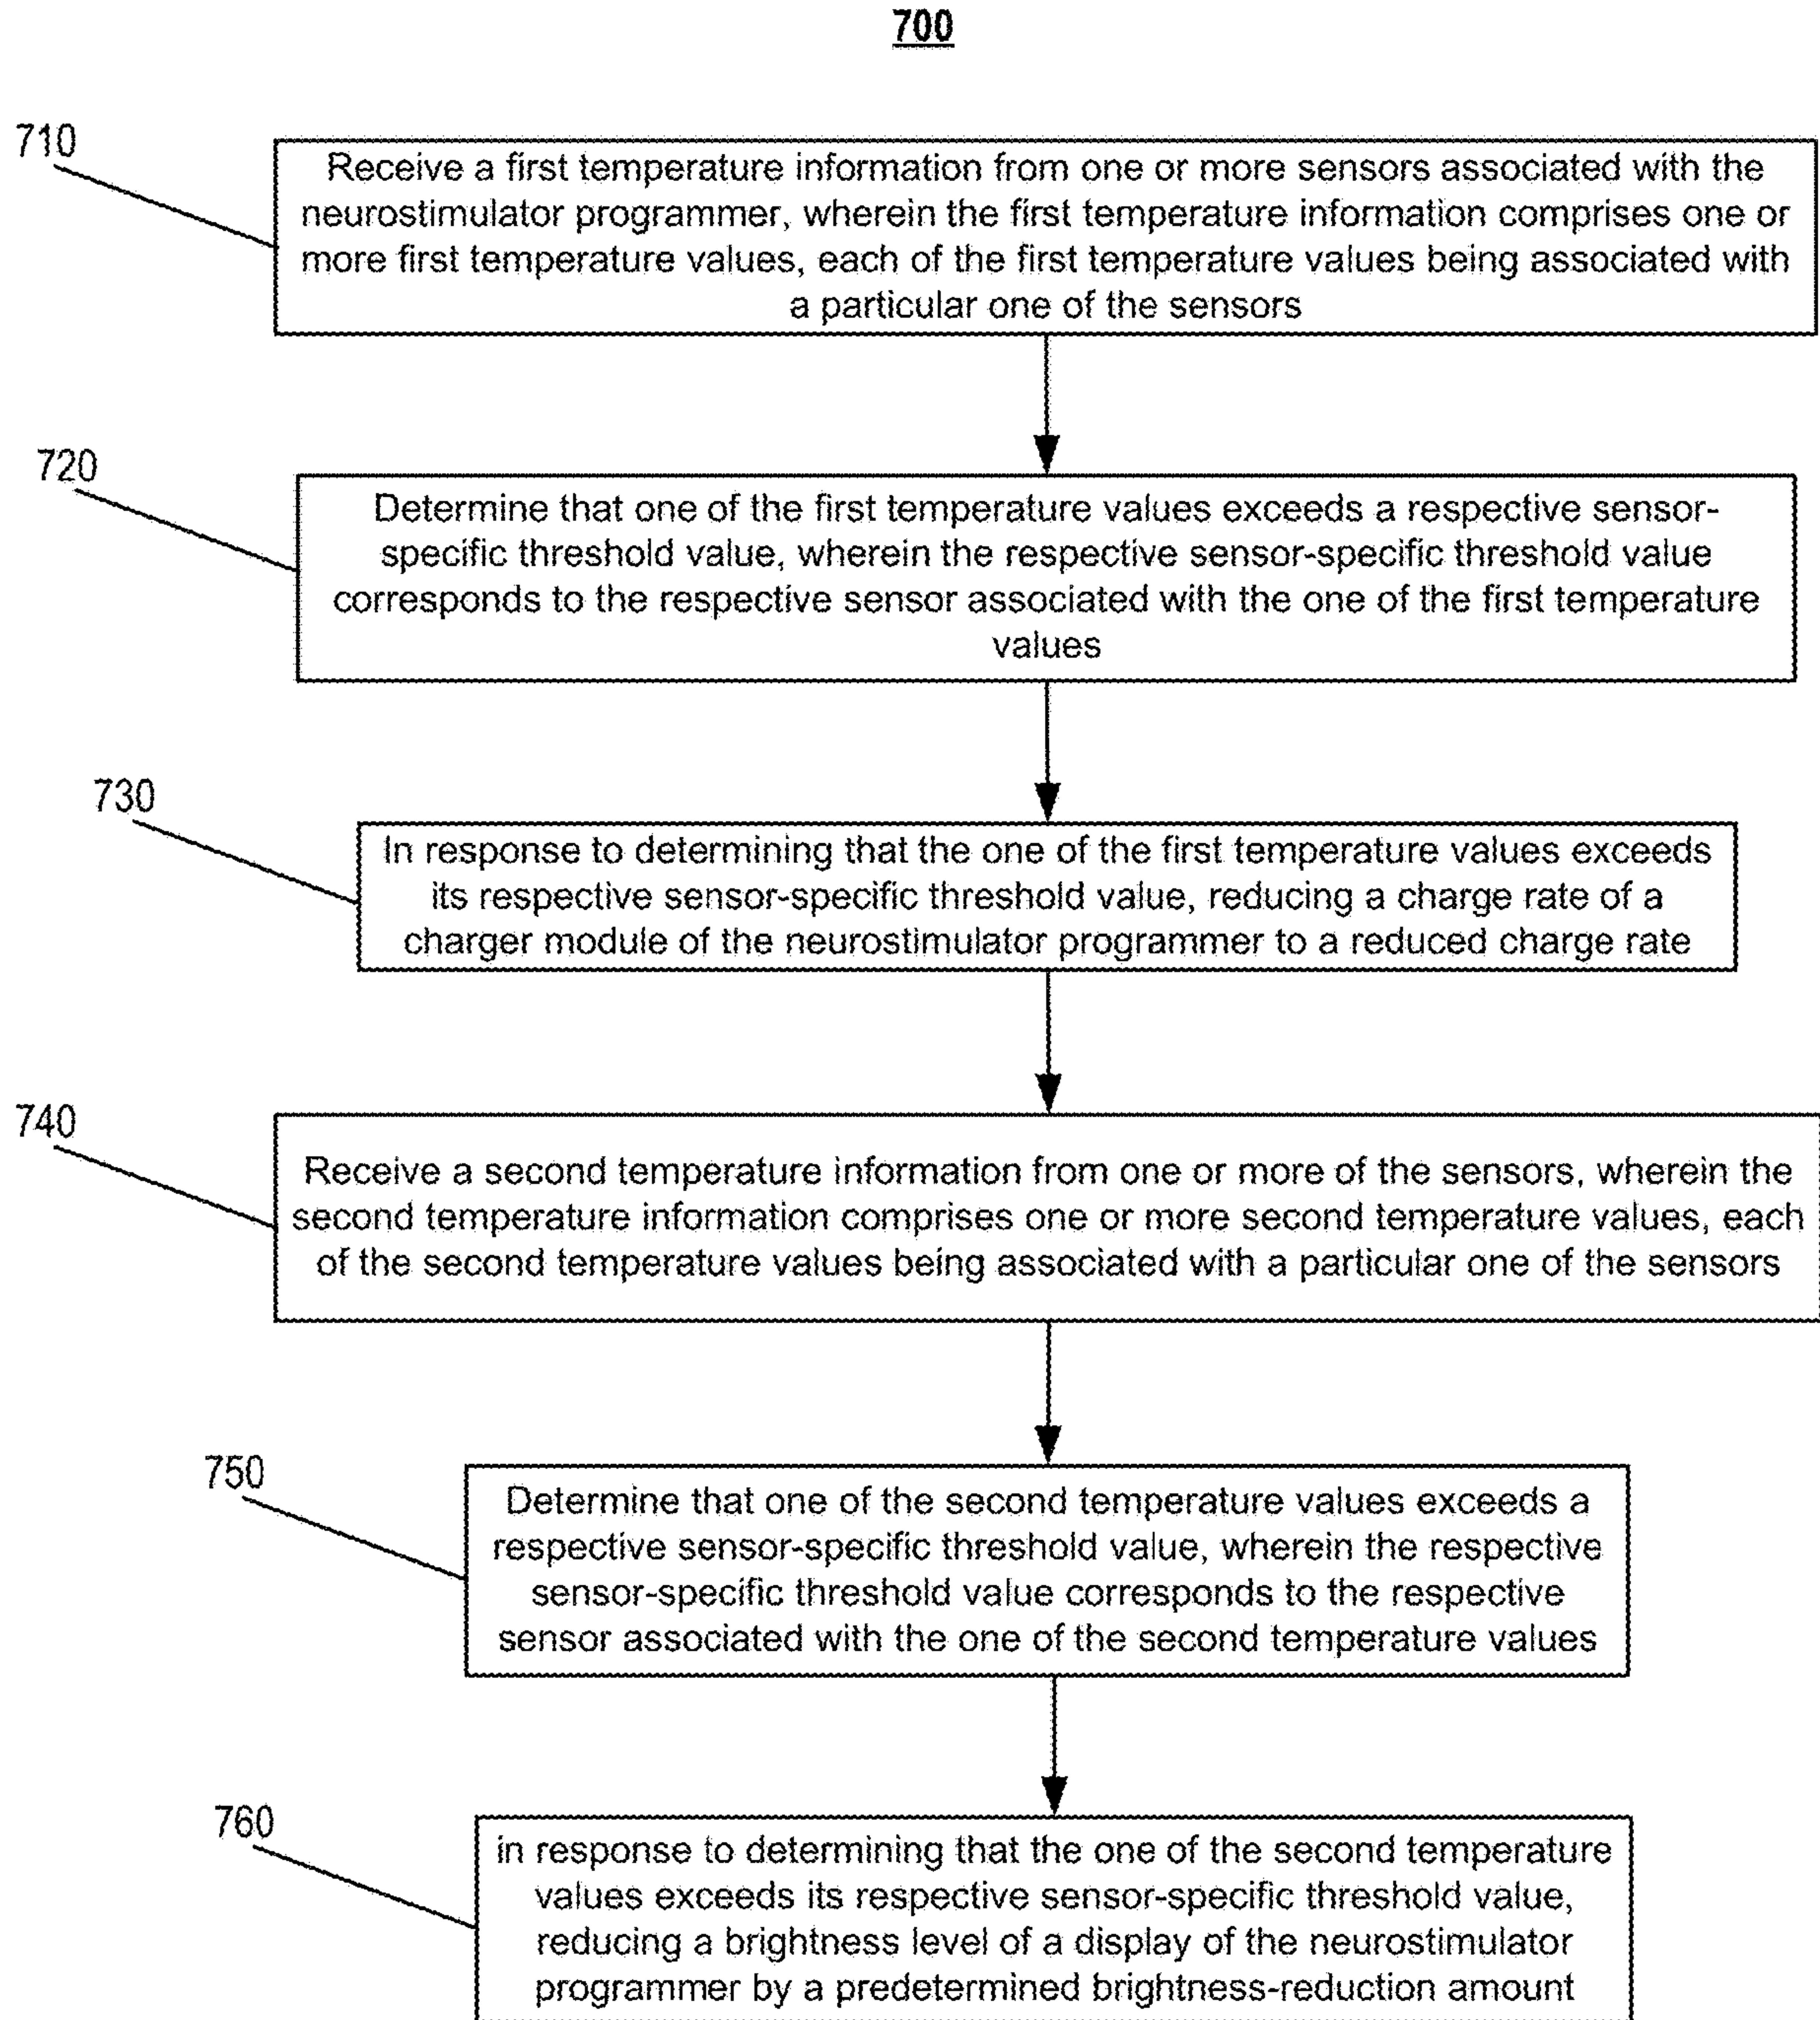 700
710
Receive a first temperature information from one or more sensors associated with the
neurostimulator programmer, wherein the first temperature information comprises one or
more first temperature values, each of the first temperature values being associated with
a particular one of the sensors
720
Determine that one of the first temperature values exceeds a respective sensor-
specific threshold value, wherein the respective sensor-specific threshold value
corresponds to the respective sensor associated with the one of the first temperature
values
730
In response to determining that the one of the first temperature values exceeds
its respective sensor-specific threshold value, reducing a charge rate of a
charger module of the neurostimulator programmer to a reduced charge rate
740
Receive a second temperature information from one or more of the sensors, wherein the
second temperature information comprises one or more second temperature values, each
of the second temperature values being associated with a particular one of the sensors
750
Determine that one of the second temperature values exceeds a
respective sensor-specific threshold value, wherein the respective
sensor-specific threshold value corresponds to the respective
sensor associated with the one of the second temperature values
760
in response to determining that the one of the second temperature
values exceeds its respective sensor-specific threshold value,
reducing a brightness level of a display of the neurostimulator
programmer by a predetermined brightness-reduction amount